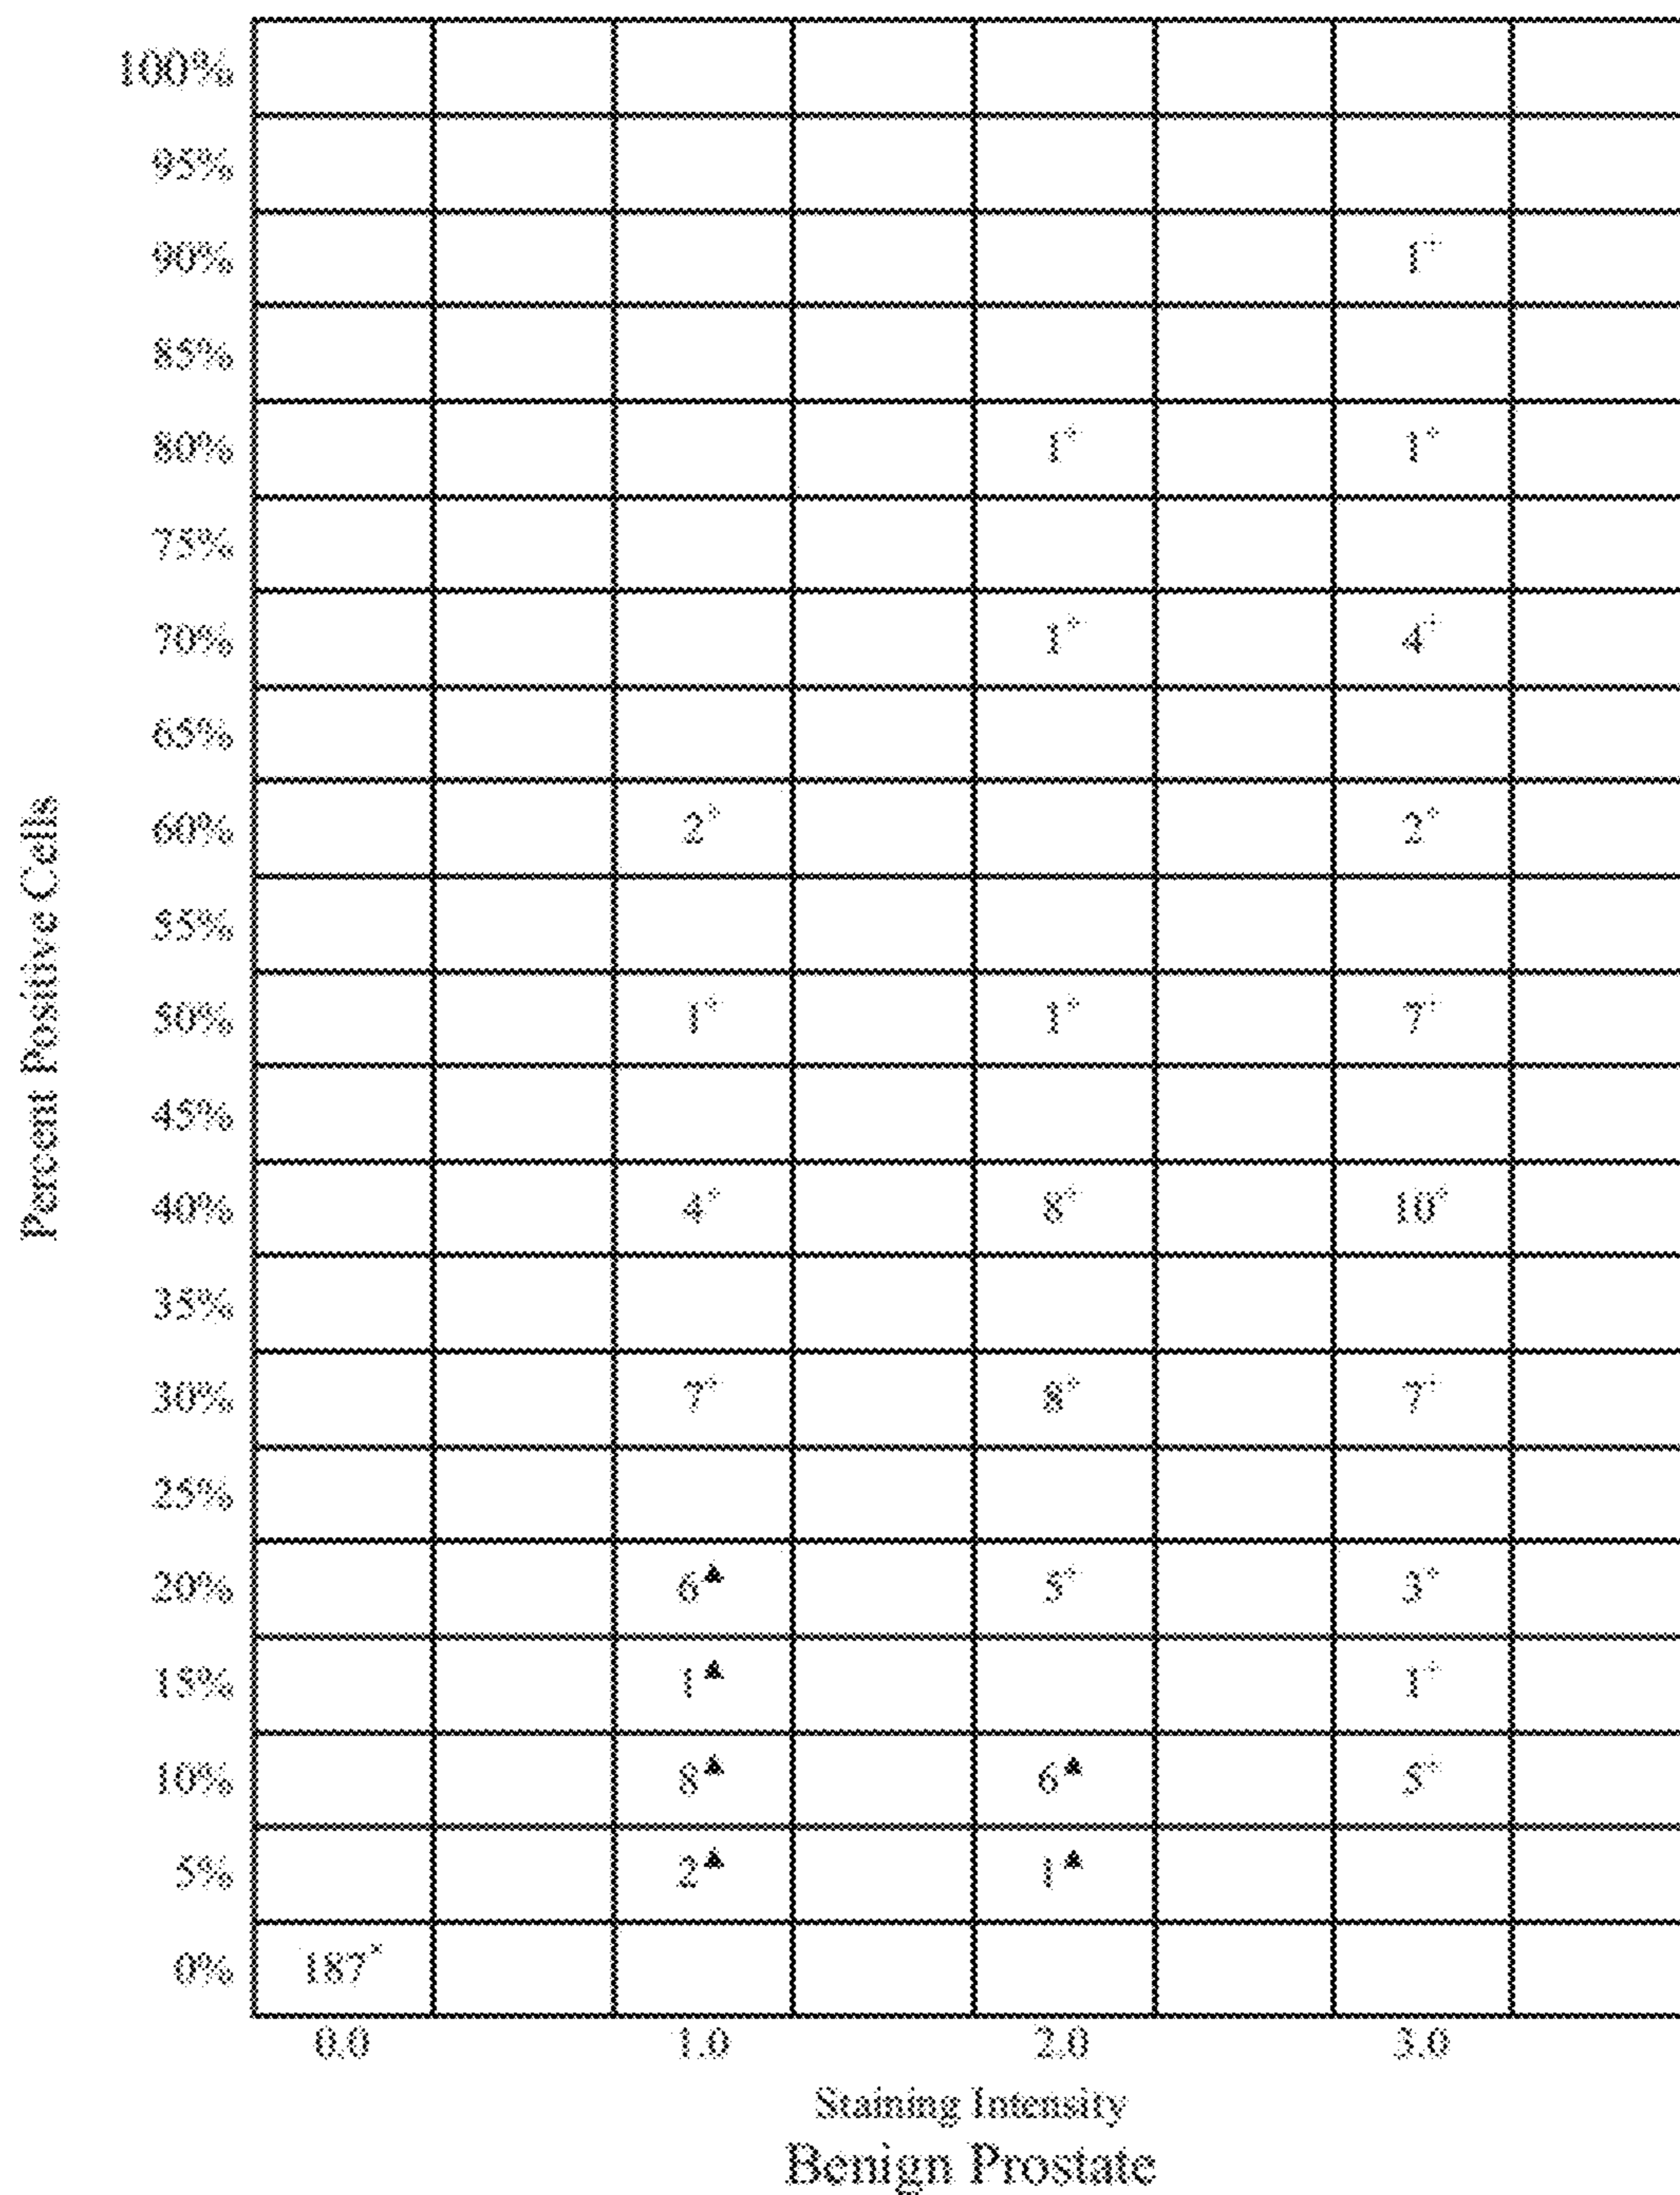 100%
95%
90% 1+
85%
80% 1+ 1+
75%
70% 1+ 4+
65%
60% 2+ 2+
55%
50% 1+ 1+ 7+
45%
40% 4+ 8+ 10+
35%
30% 7+ 8+ 7+
25%
20% 6▲ 5+ 3+
15% 1▲ 1+
10% 8▲ 6▲ 5+
5% 2▲ 1▲
0% 187×
0.0 1.0 2.0 3.0
Percent Positive Cells
Staining Intensity
Benign Prostate